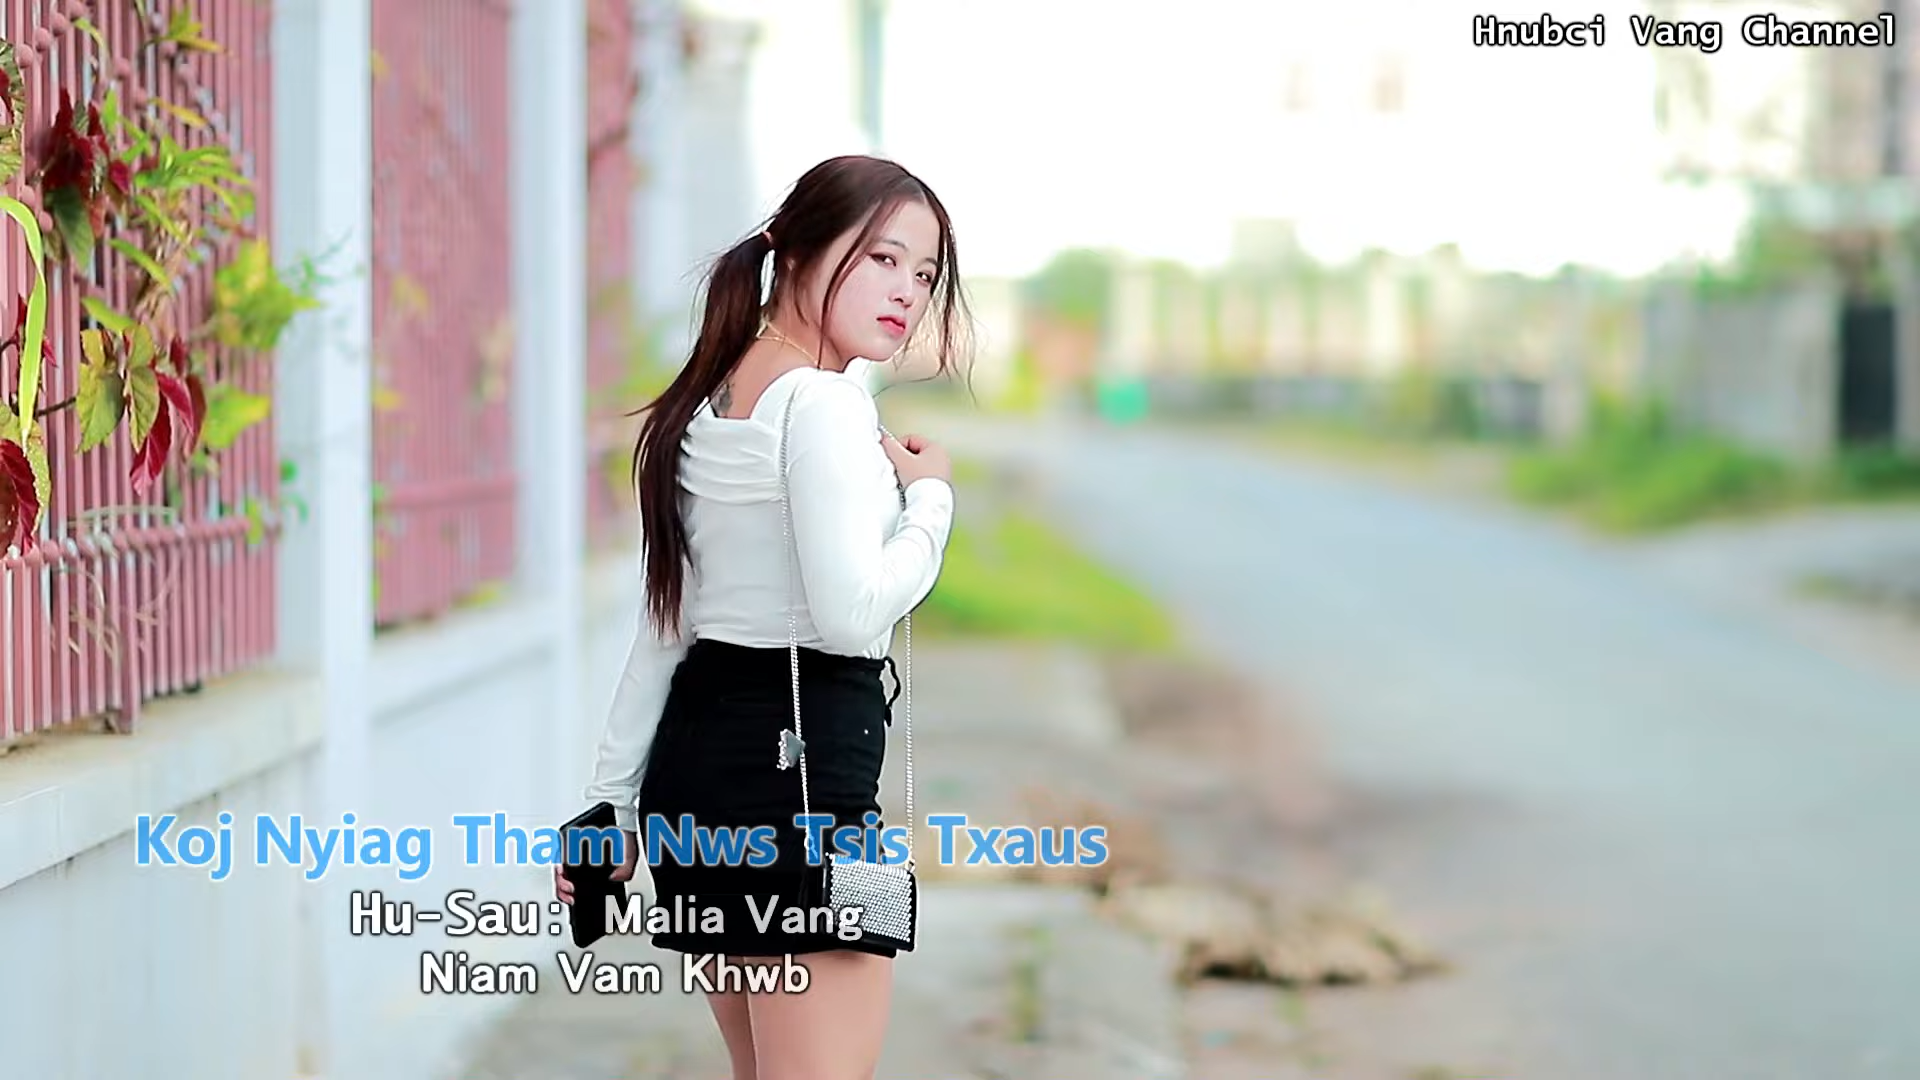 Hnubci Vang Channel
Koj Nyiag Tham Nws Tsis Txaus
Hu-Sau: Malia Vang
Niam Vam Khwb